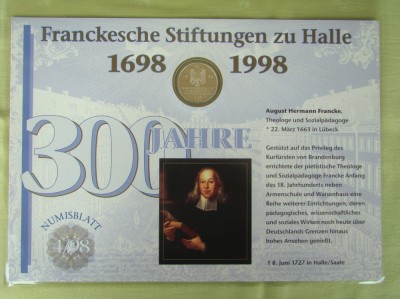 Franckesche Stiftungen zu Halle
1698 1998
300 JAHRE
August Hermann Francke,
Theologe und Sozialpädagoge
* 22. März 1663 in Lübeck
Gestützt auf das Privileg des
Kurfürsten von Brandenburg
errichtete der pietistische Theologe
und Sozialpädagoge Francke Anfang
des 18. Jahrhunderts neben
Armenschule und Waisenhaus eine
Reihe weiterer Einrichtungen, deren
pädagogisches, wissenschaftliches
und soziales Wirken noch heute über
Deutschlands Grenzen hinaus
hohes Ansehen genießt.
† 8. Juni 1727 in Halle/Saale
NUMISBLATT
4/98